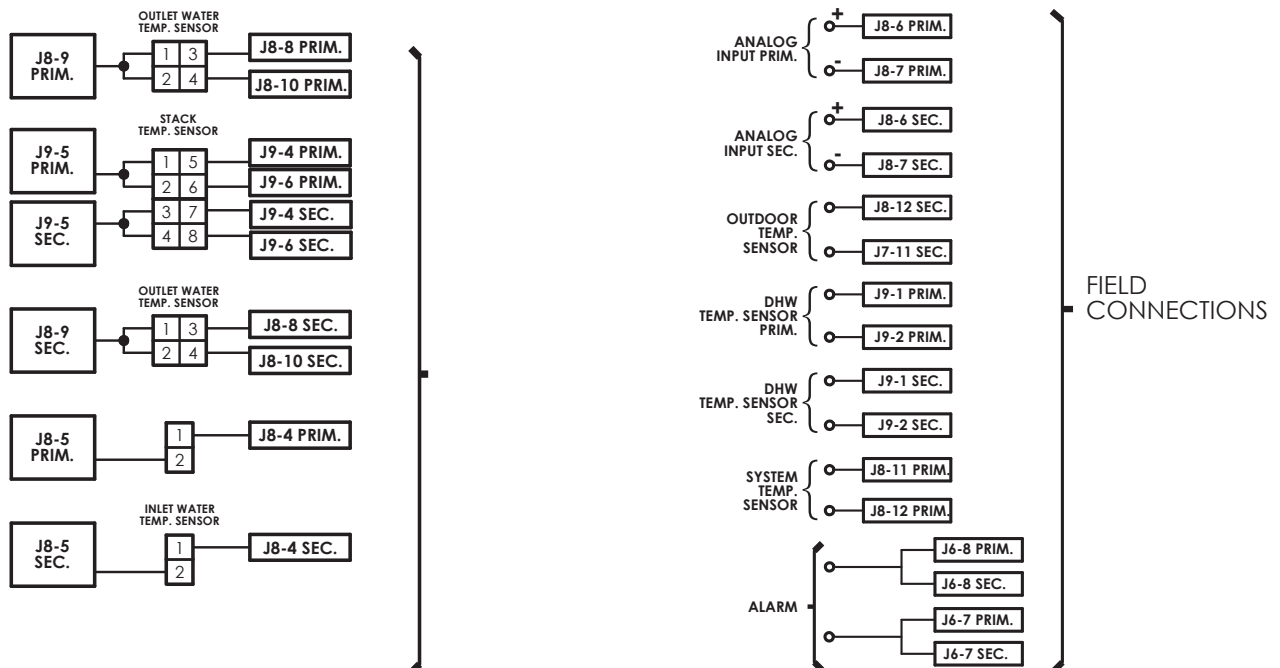 OUTLET WATER
TEMP. SENSOR
J8-9
PRIM.
1 3
2 4
J8-8 PRIM.
J8-10 PRIM.
STACK
TEMP. SENSOR
J9-5
PRIM.
J9-5
SEC.
1 5
2 6
3 7
4 8
J9-4 PRIM.
J9-6 PRIM.
J9-4 SEC.
J9-6 SEC.
OUTLET WATER
TEMP. SENSOR
J8-9
SEC.
1 3
2 4
J8-8 SEC.
J8-10 SEC.
J8-5
PRIM.
1
2
J8-4 PRIM.
INLET WATER
TEMP. SENSOR
J8-5
SEC.
1
2
J8-4 SEC.
ANALOG
INPUT PRIM.
+
-
J8-6 PRIM.
J8-7 PRIM.
ANALOG
INPUT SEC.
+
-
J8-6 SEC.
J8-7 SEC.
OUTDOOR
TEMP.
SENSOR
J8-12 SEC.
J7-11 SEC.
DHW
TEMP. SENSOR
PRIM.
J9-1 PRIM.
J9-2 PRIM.
DHW
TEMP. SENSOR
SEC.
J9-1 SEC.
J9-2 SEC.
SYSTEM
TEMP.
SENSOR
J8-11 PRIM.
J8-12 PRIM.
ALARM
J6-8 PRIM.
J6-8 SEC.
J6-7 PRIM.
J6-7 SEC.
FIELD
CONNECTIONS